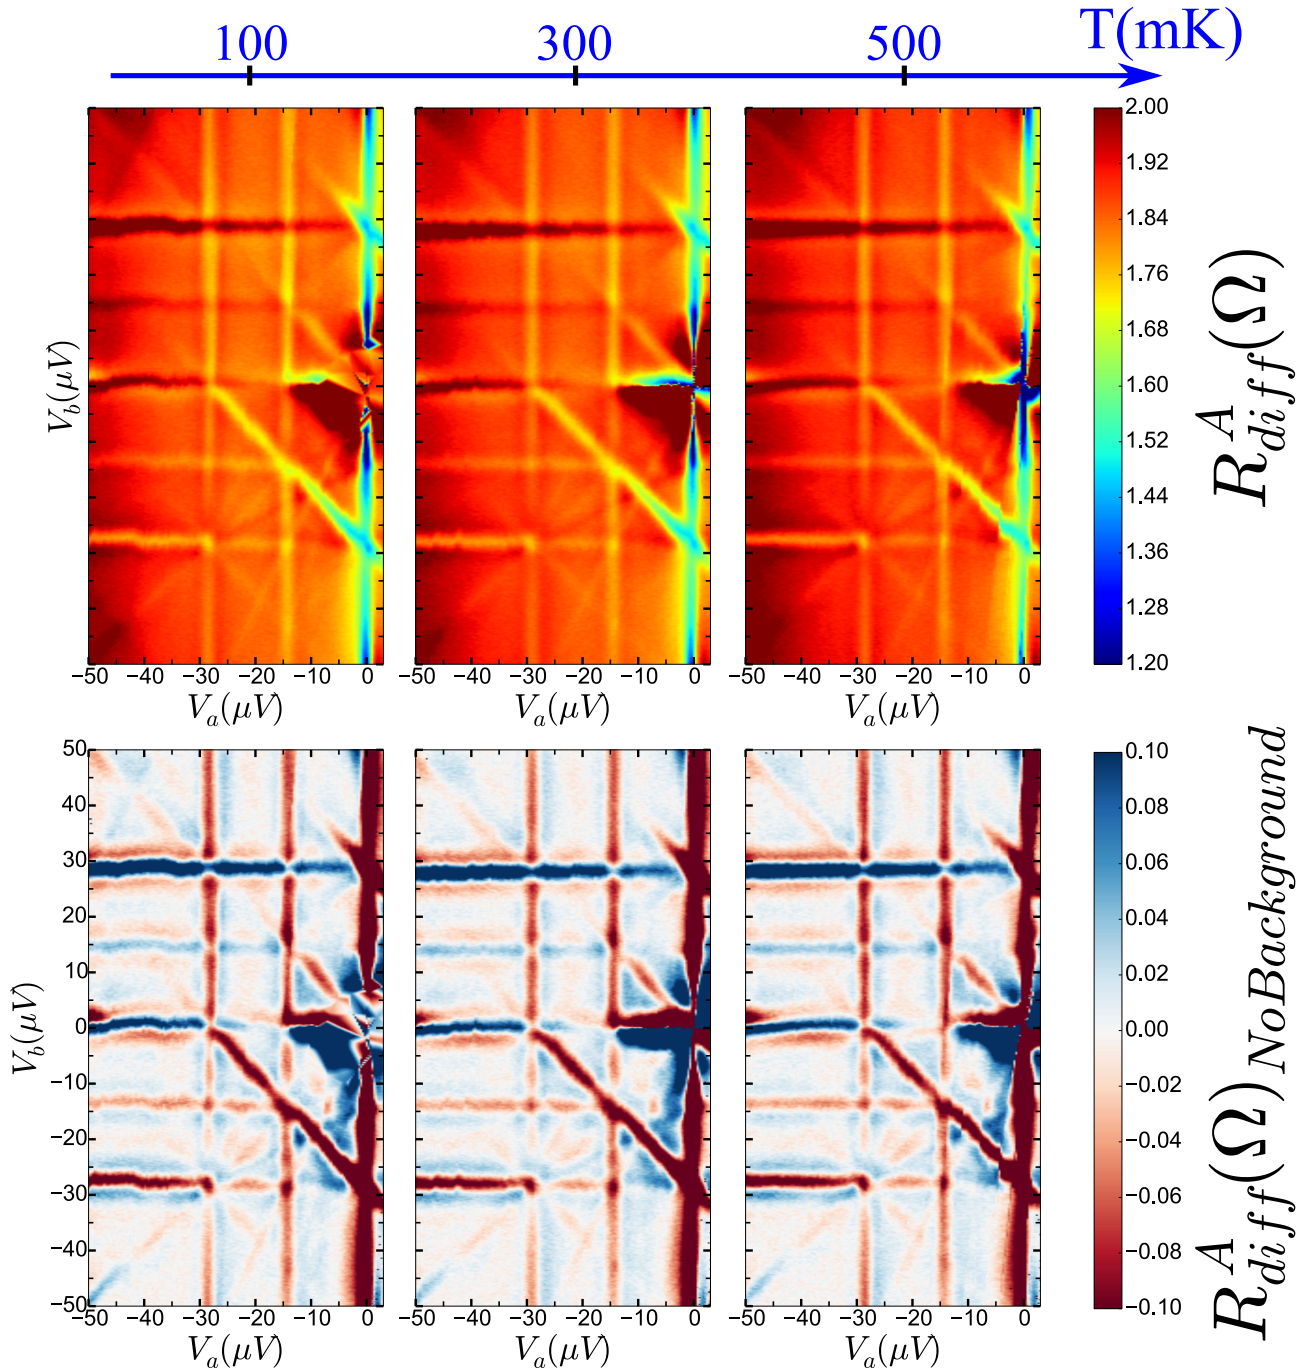 100 300 500 T(mK)
2.00
1.92
1.84
1.76
1.68
1.60
1.52
1.44
1.36
1.28
1.20
R^A_{diff}(Ω)
V_b(μV)
−50 −40 −30 −20 −10 0
−50 −40 −30 −20 −10 0
−50 −40 −30 −20 −10 0
V_a(μV) V_a(μV) V_a(μV)
50
40
30
20
10
0
−10
−20
−30
−40
−50
V_b(μV)
0.10
0.08
0.06
0.04
0.02
0.00
−0.02
−0.04
−0.06
−0.08
−0.10
R^A_{diff}(Ω) NoBackground
−50 −40 −30 −20 −10 0
−50 −40 −30 −20 −10 0
−50 −40 −30 −20 −10 0
V_a(μV) V_a(μV) V_a(μV)